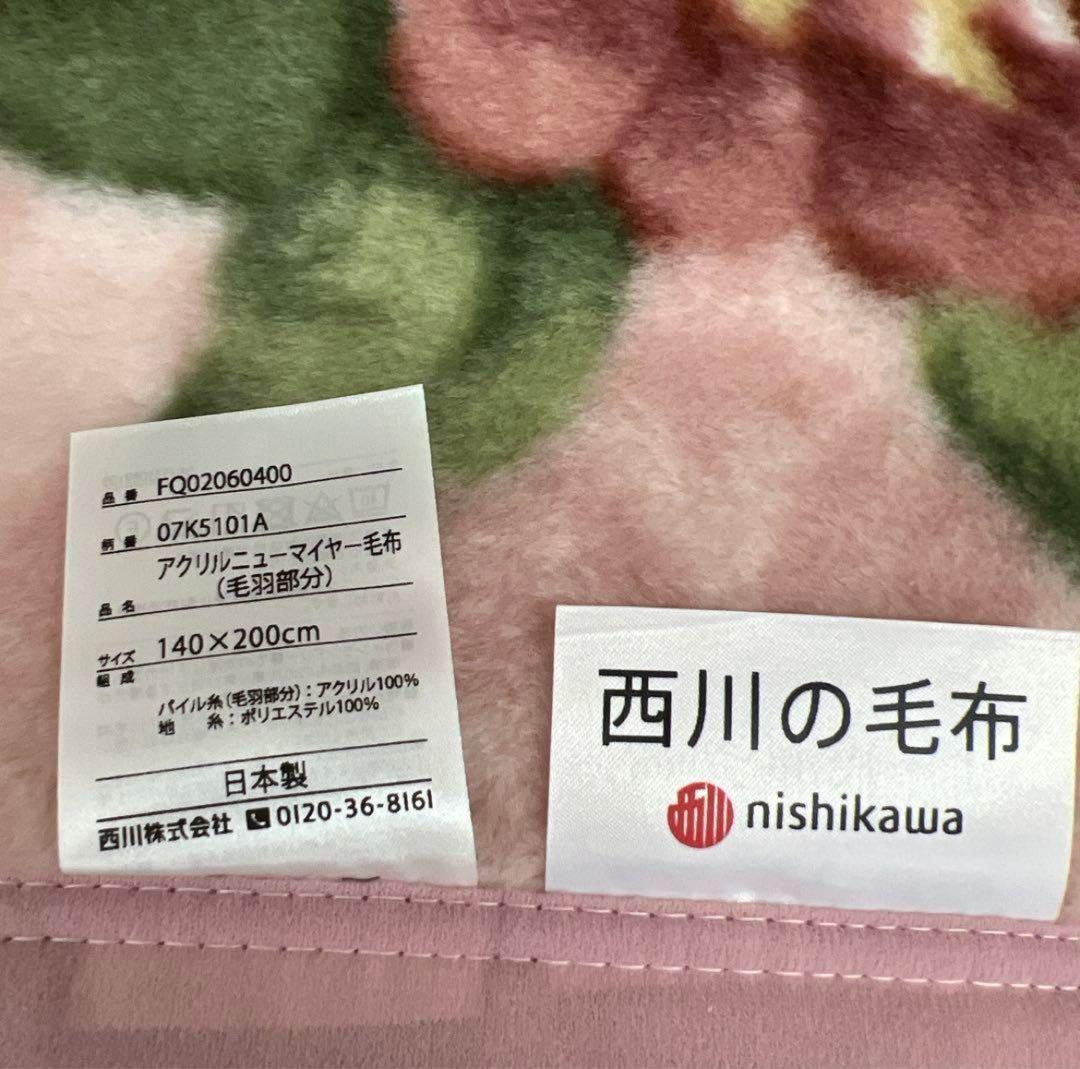 品番 FQ02060400
柄番 07K5101A
アクリルニューマイヤー毛布
品名 (毛羽部分)
サイズ 140×200cm
組成
パイル糸(毛羽部分):アクリル100%
地 糸:ポリエステル100%
日本製
西川株式会社 0120-36-8161
西川の毛布
西川 nishikawa